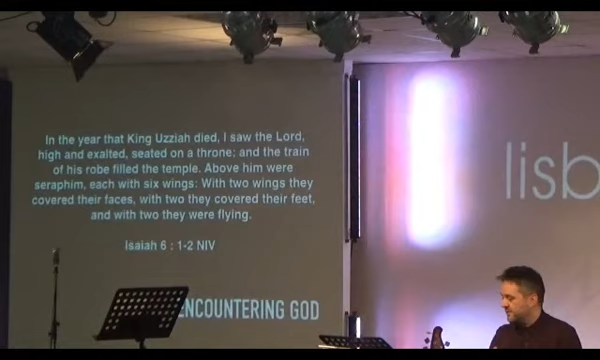 In the year that King Uzziah died, I saw the Lord,
high and exalted, seated on a throne: and the train
of his robe filled the temple. Above him were
seraphim, each with six wings: With two wings they
covered their faces, with two they covered their feet,
and with two they were flying.
Isaiah 6 : 1-2 NIV
ENCOUNTERING GOD
lisb